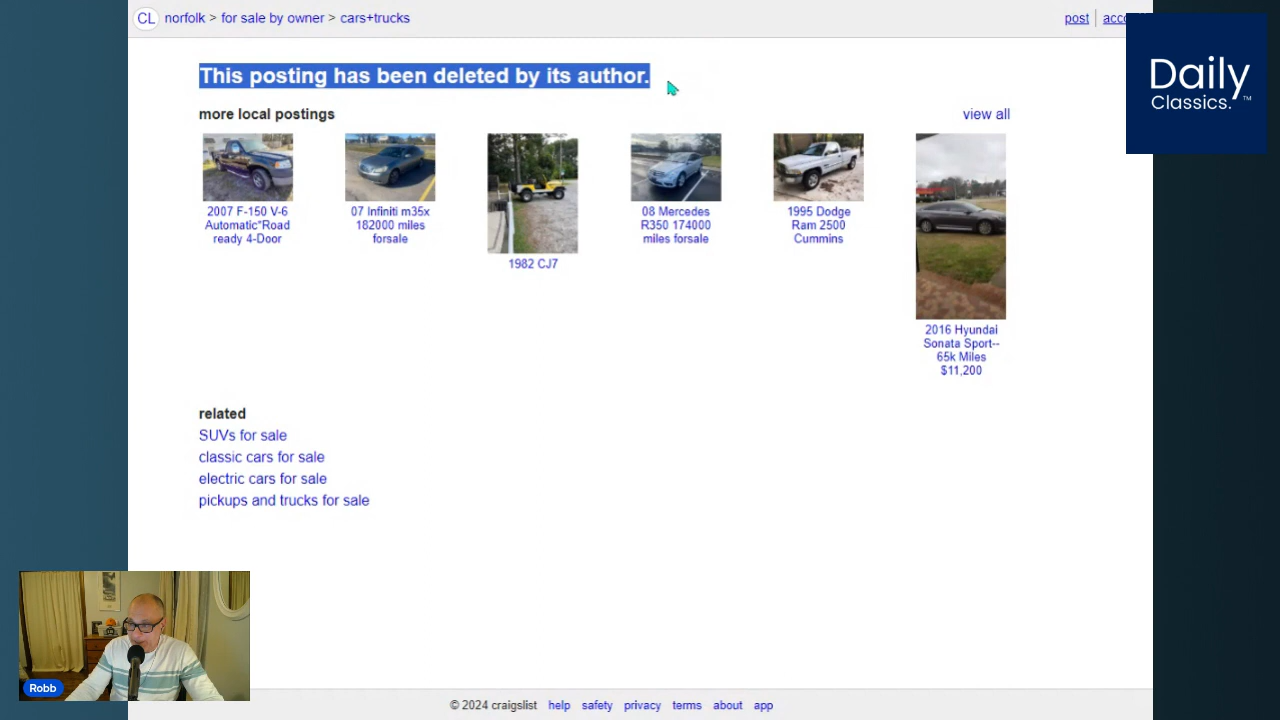 CL norfolk > for sale by owner > cars+trucks
post
Daily
Classics.™
This posting has been deleted by its author.
more local postings
view all
2007 F-150 V-6
Automatic*Road
ready 4-Door
07 Infiniti m35x
182000 miles
forsale
1982 CJ7
08 Mercedes
R350 174000
miles forsale
1995 Dodge
Ram 2500
Cummins
2016 Hyundai
Sonata Sport--
65k Miles
$11,200
related
SUVs for sale
classic cars for sale
electric cars for sale
pickups and trucks for sale
Robb
© 2024 craigslist help safety privacy terms about app